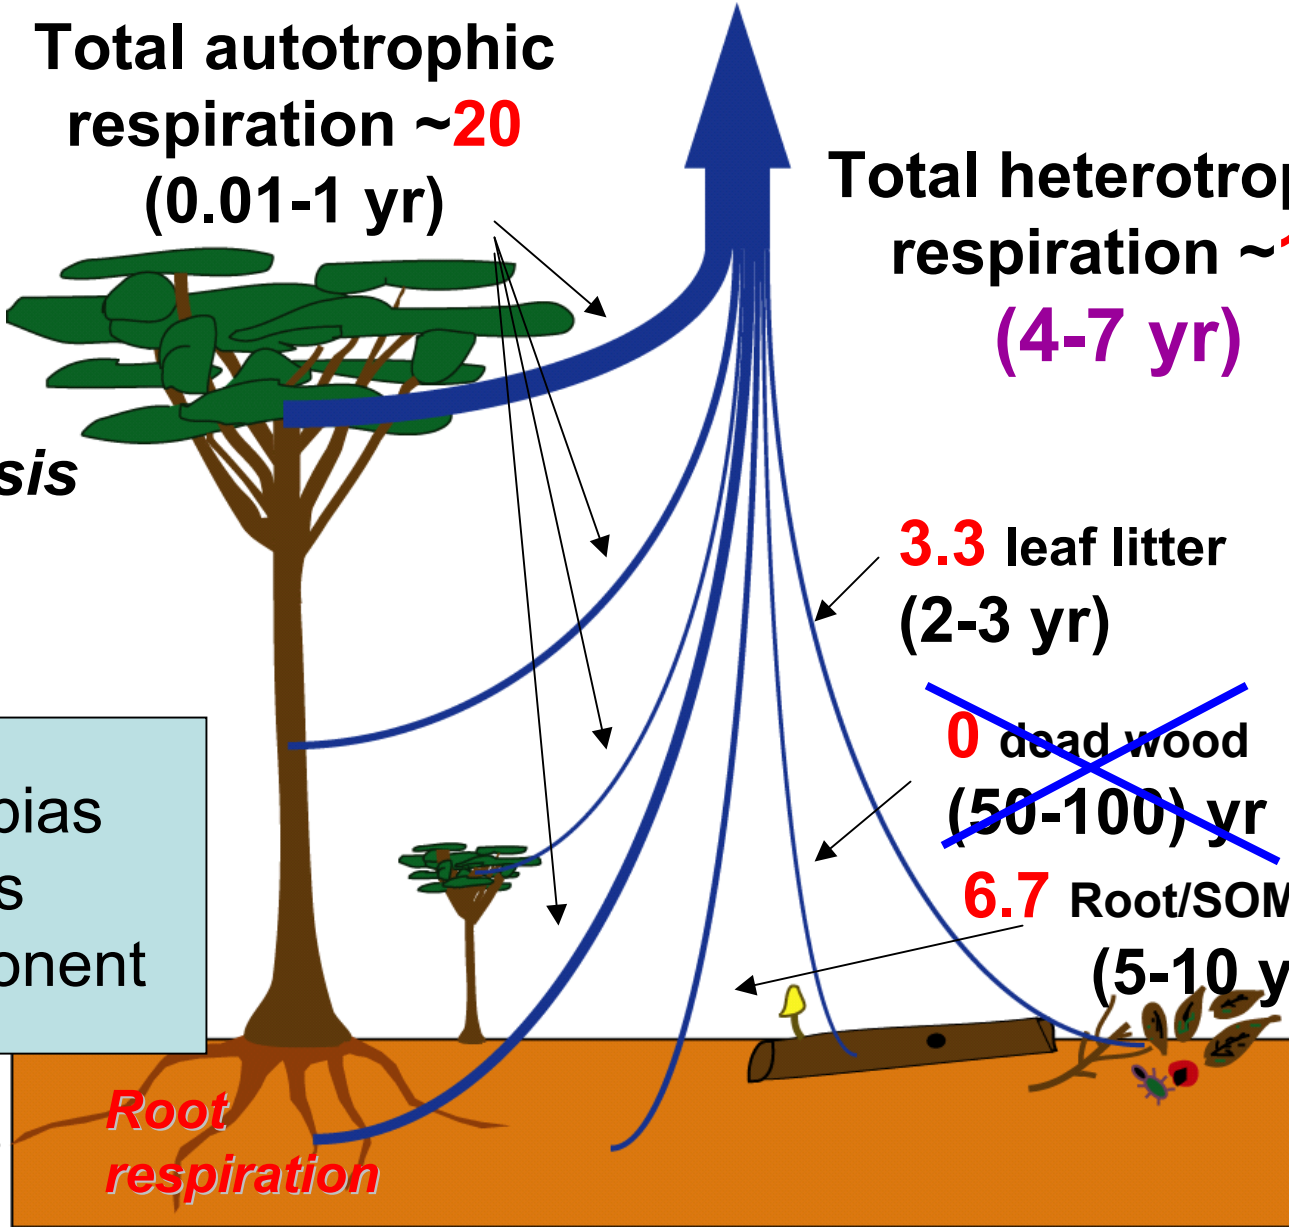 Total autotrophic
respiration ~20
(0.01-1 yr)
Total heterotrop
respiration ~1
(4-7 yr)
sis
3.3 leaf litter
(2-3 yr)
0 dead wood
(50-100) yr
6.7 Root/SOM
(5-10 y
bias
s
onent
Root
respiration